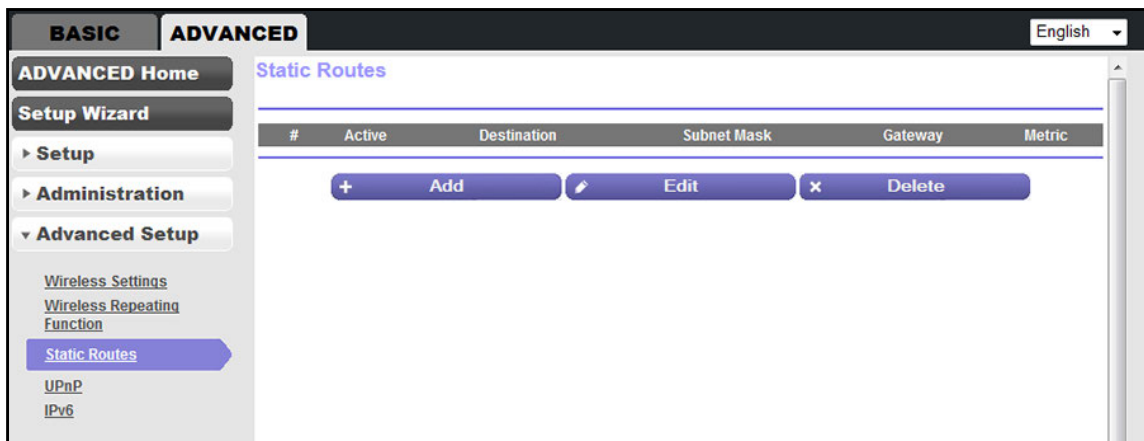 BASIC
ADVANCED
English
ADVANCED Home
Setup Wizard
Setup
Administration
Advanced Setup
Wireless Settings
Wireless Repeating
Function
Static Routes
UPnP
IPv6
Static Routes
# Active Destination Subnet Mask Gateway Metric
Add Edit Delete